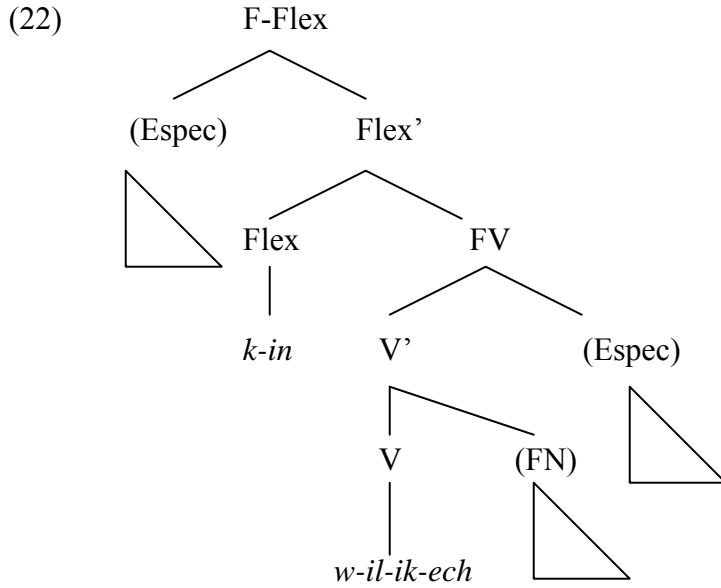 (22) F-Flex
(Espec) Flex’
Flex FV
k-in V’ (Espec)
V (FN)
w-il-ik-ech